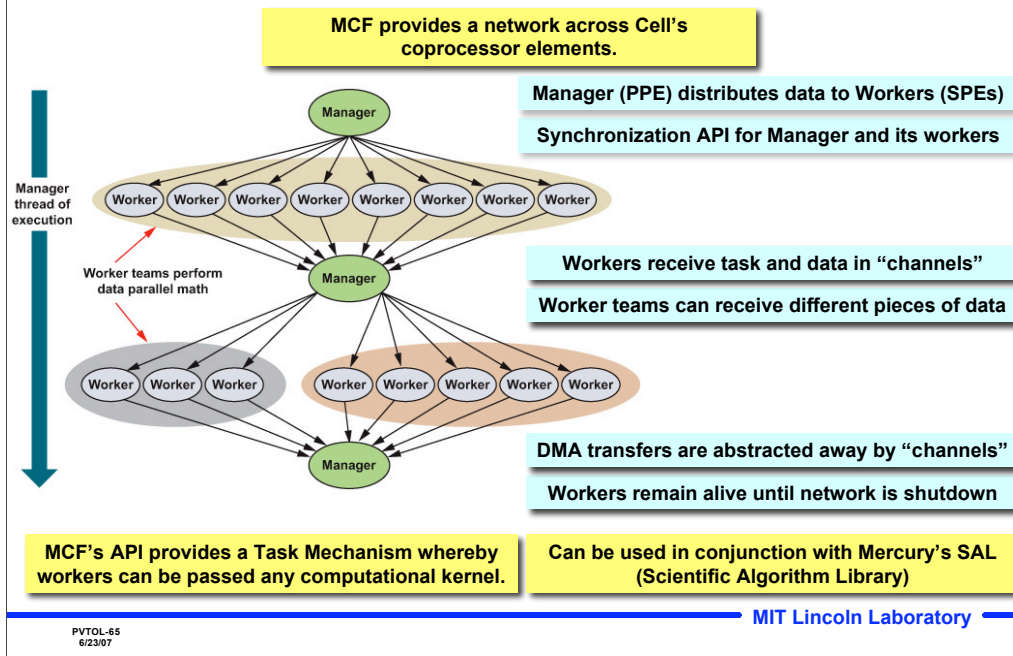 MCF provides a network across Cell's
coprocessor elements.
Manager (PPE) distributes data to Workers (SPEs)
Synchronization API for Manager and its workers
Manager
Manager
thread of
execution
Worker Worker Worker Worker Worker Worker Worker Worker
Worker teams perform
data parallel math
Manager
Workers receive task and data in “channels”
Worker teams can receive different pieces of data
Worker Worker Worker Worker Worker Worker Worker Worker
Manager
DMA transfers are abstracted away by “channels”
Workers remain alive until network is shutdown
MCF's API provides a Task Mechanism whereby
workers can be passed any computational kernel.
Can be used in conjunction with Mercury's SAL
(Scientific Algorithm Library)
MIT Lincoln Laboratory
PVTOL-65
6/23/07